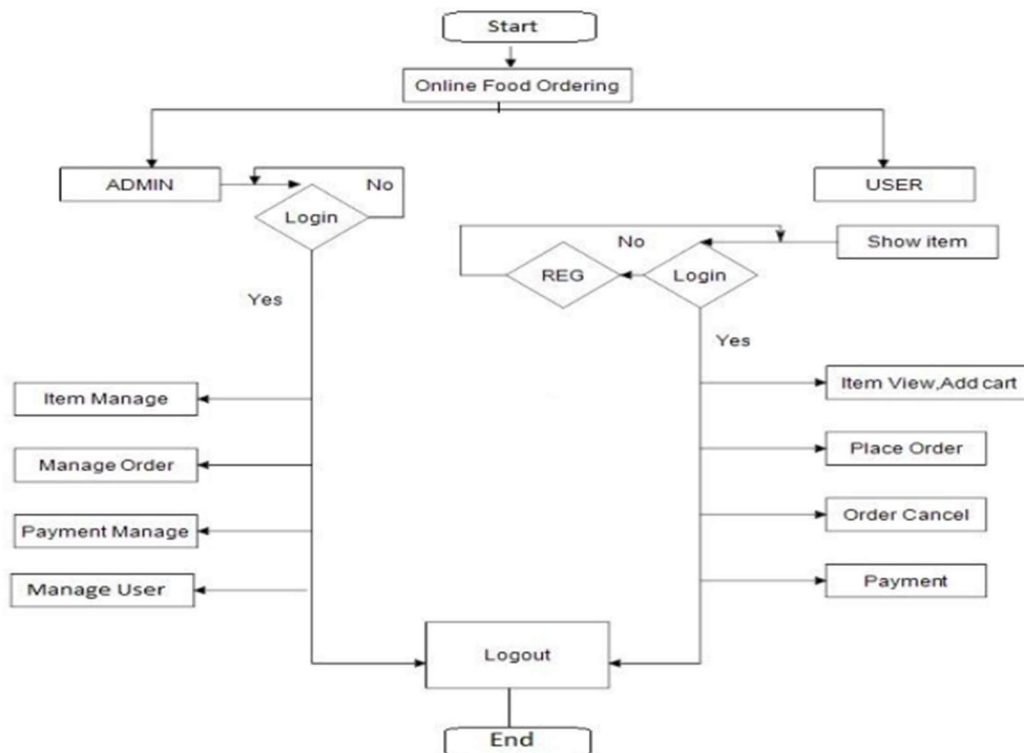 Start
Online Food Ordering
ADMIN
No
USER
Login
No
Show item
REG
Login
Yes
Yes
Item View,Add cart
Item Manage
Place Order
Manage Order
Order Cancel
Payment Manage
Payment
Manage User
Logout
End